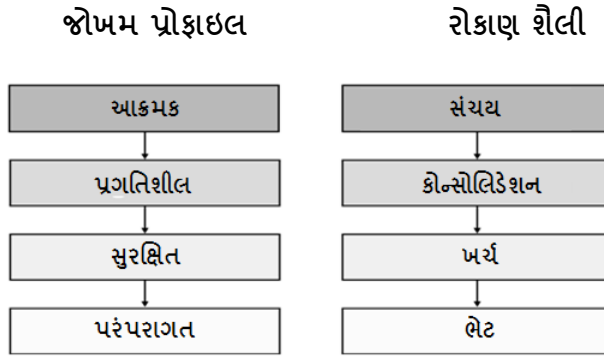 જોખમ પ્રોફાઇલ
રોકાણ શૈલી
આક્રમક
સંચય
પ્રગતિશીલ
કોન્સોલિડેશન
સુરક્ષિત
ખર્ચ
પરંપરાગત
ભેટ